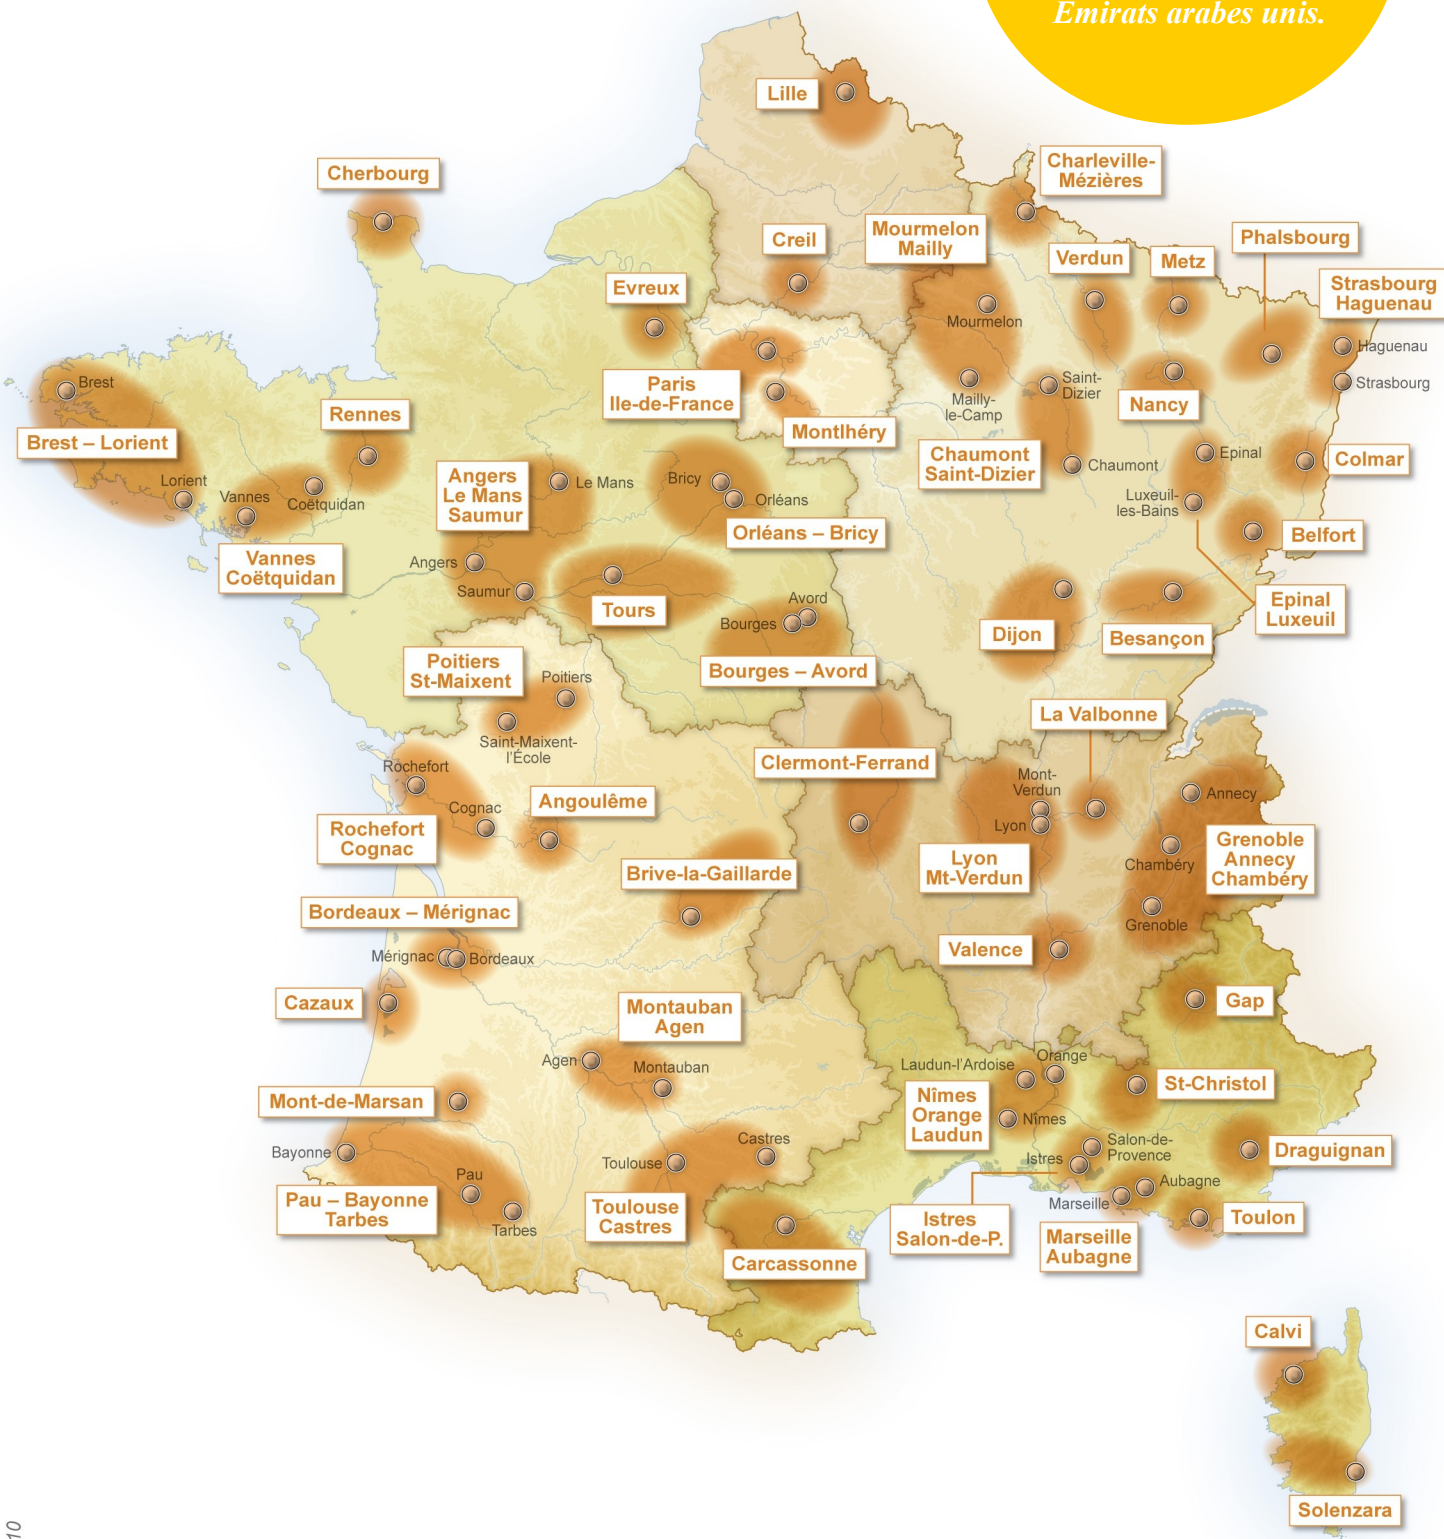 Emirats arabes unis.
Lille
Charleville-
Mézières
Cherbourg
Mourmelon
Mailly
Creil
Phalsbourg
Verdun
Metz
Strasbourg
Haguenau
Evreux
Mourmelon
Haguenau
Strasbourg
Brest
Paris
Ile-de-France
Saint-
Dizier
Mailly-
le-Camp
Nancy
Rennes
Montlhéry
Brest – Lorient
Chaumont
Saint-Dizier
Chaumont
Epinal
Colmar
Angers
Le Mans
Saumur
Le Mans
Bricy
Orléans
Lorient
Vannes
Coëtquidan
Luxeuil-
les-Bains
Orléans – Bricy
Belfort
Vannes
Coëtquidan
Angers
Saumur
Tours
Avord
Bourges
Dijon
Besançon
Epinal
Luxeuil
Bourges – Avord
Poitiers
St-Maixent
Poitiers
Saint-Maixent-
l'École
La Valbonne
Clermont-Ferrand
Rochefort
Mont-
Verdun
Lyon
Annecy
Cognac
Angoulême
Rochefort
Cognac
Lyon
Mt-Verdun
Chambéry
Grenoble
Annecy
Chambéry
Brive-la-Gaillarde
Bordeaux – Mérignac
Grenoble
Mérignac
Bordeaux
Valence
Cazaux
Gap
Montauban
Agen
Agen
Montauban
Laudun-l'Ardoise
Orange
St-Christol
Mont-de-Marsan
Nîmes
Orange
Laudun
Nîmes
Bayonne
Castres
Toulouse
Salon-de-
Provence
Istres
Draguignan
Pau
Aubagne
Marseille
Pau – Bayonne
Tarbes
Tarbes
Toulouse
Castres
Istres
Salon-de-P.
Toulon
Marseille
Aubagne
Carcassonne
Calvi
Solenzara
10